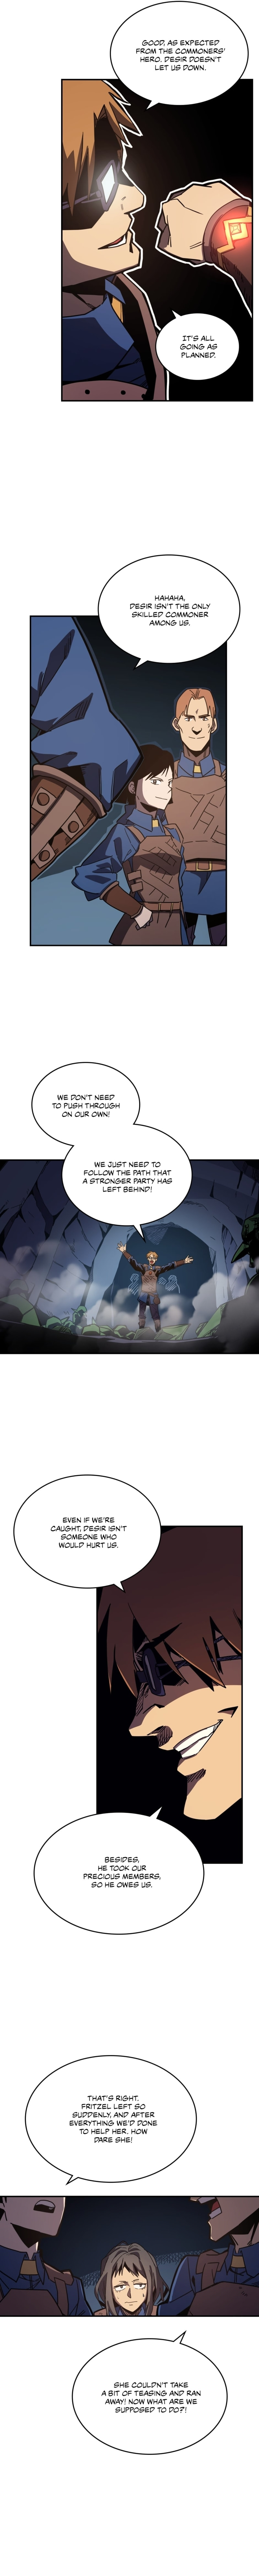 GOOD, AS EXPECTED
FROM THE COMMONERS'
HERO. DESIR DOESN'T
LET US DOWN.
IT'S ALL
GOING AS
PLANNED.
HAHAHA,
DESIR ISN'T THE ONLY
SKILLED COMMONER
AMONG US.
WE DON'T NEED
TO PUSH THROUGH
ON OUR OWN!
WE JUST NEED TO
FOLLOW THE PATH THAT
A STRONGER PARTY HAS
LEFT BEHIND!
EVEN IF WE'RE
CAUGHT, DESIR ISN'T
SOMEONE WHO
WOULD HURT US.
BESIDES,
HE TOOK OUR
PRECIOUS MEMBERS,
SO HE OWES US.
THAT'S RIGHT.
FRITZEL LEFT SO
SUDDENLY, AND AFTER
EVERYTHING WE'D DONE
TO HELP HER. HOW
DARE SHE!
SHE COULDN'T TAKE
A BIT OF TEASING AND RAN
AWAY! NOW WHAT ARE WE
SUPPOSED TO DO?!